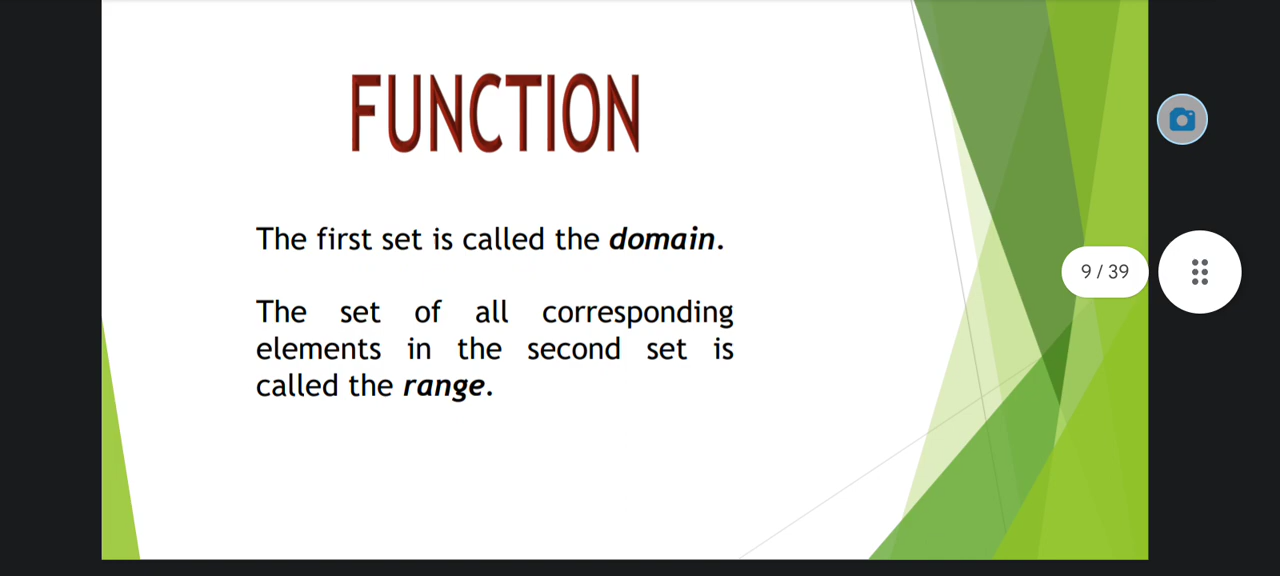 FUNCTION
The first set is called the domain.
The set of all corresponding
elements in the second set is
called the range.
9 / 39